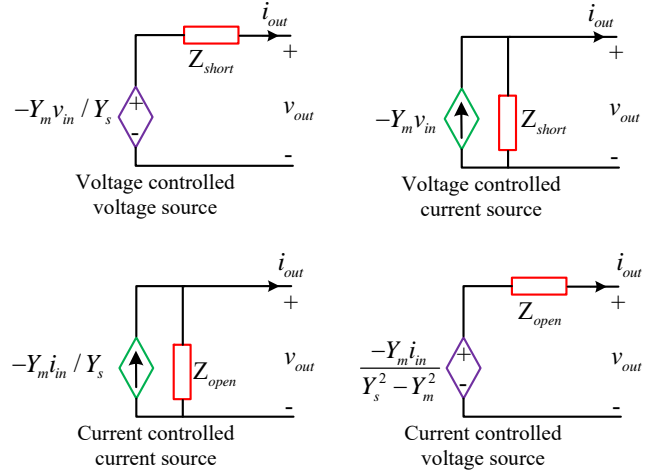 i_out
+
Z_short
−Y_m v_in / Y_s
+
-
v_out
-
Voltage controlled
voltage source
i_out
+
−Y_m v_in
Z_short
v_out
-
Voltage controlled
current source
i_out
+
−Y_m i_in / Y_s
Z_open
v_out
-
Current controlled
current source
i_out
+
Z_open
−Y_m i_in
Y_s^2 − Y_m^2
+
-
v_out
-
Current controlled
voltage source